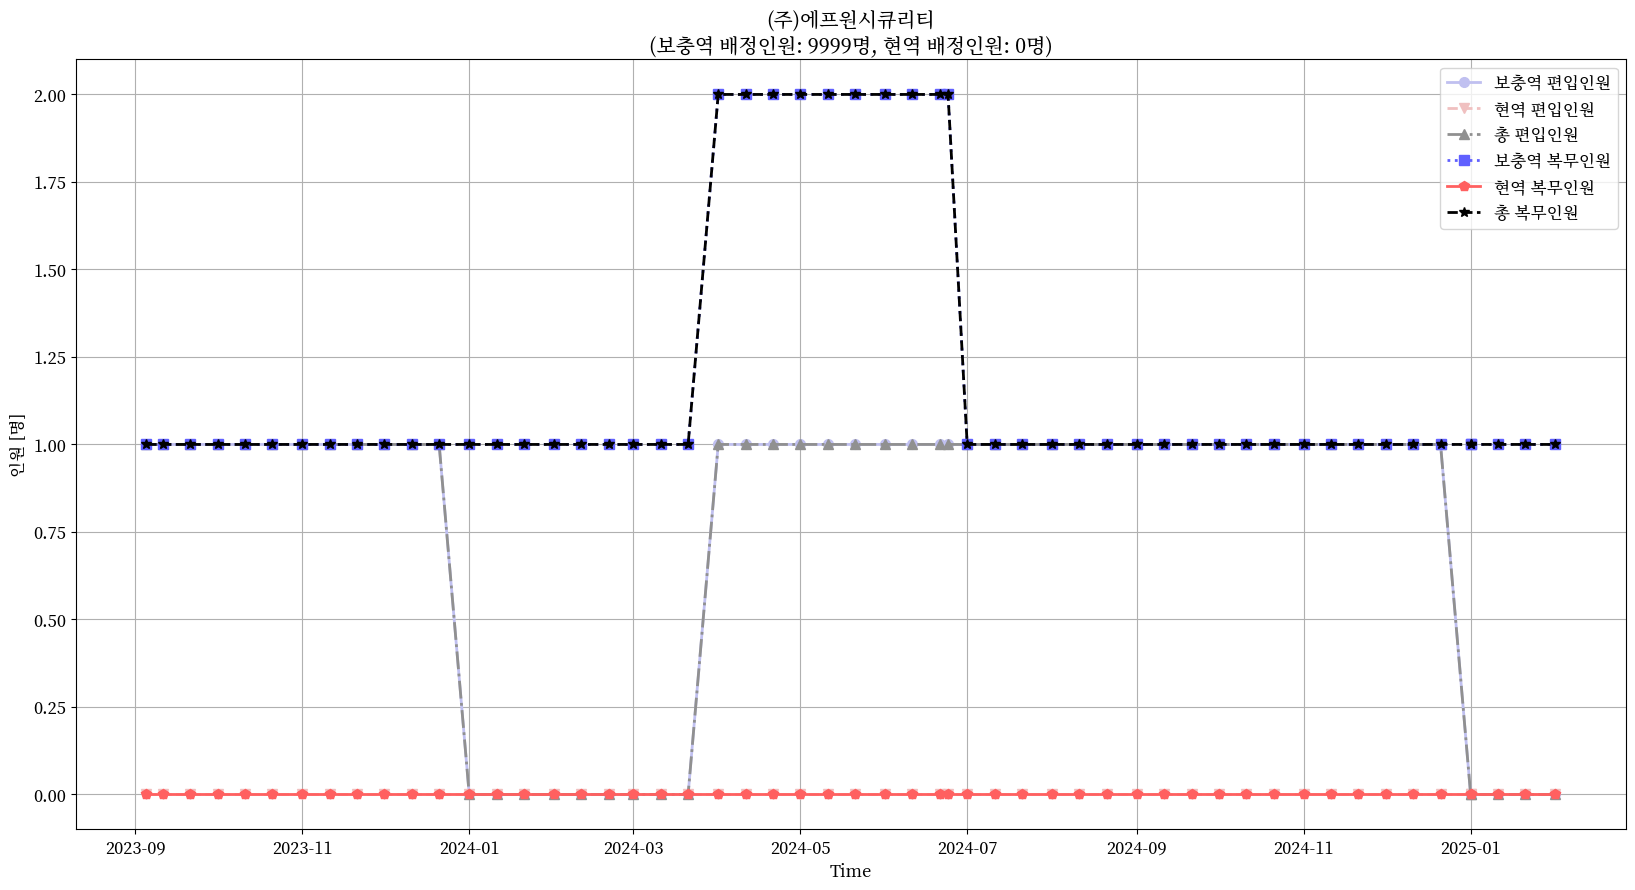 (주)에프원시큐리티
(보충역 배정인원: 9999명, 현역 배정인원: 0명)
보충역 편입인원
현역 편입인원
총 편입인원
보충역 복무인원
현역 복무인원
총 복무인원
인원 [명]
2.00
1.75
1.50
1.25
1.00
0.75
0.50
0.25
0.00
2023-09 2023-11 2024-01 2024-03 2024-05 2024-07 2024-09 2024-11 2025-01
Time